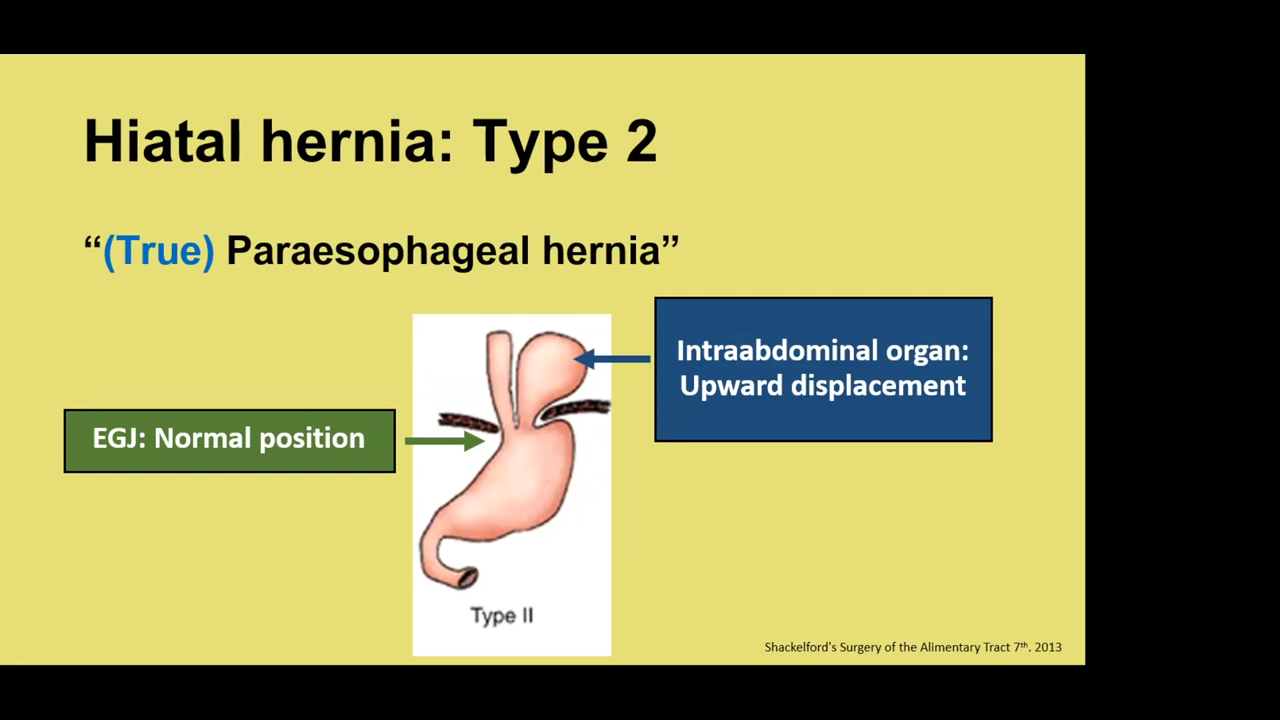 Hiatal hernia: Type 2
“(True) Paraesophageal hernia”
Intraabdominal organ:
Upward displacement
EGJ: Normal position
Type II
Shackelford's Surgery of the Alimentary Tract 7th. 2013